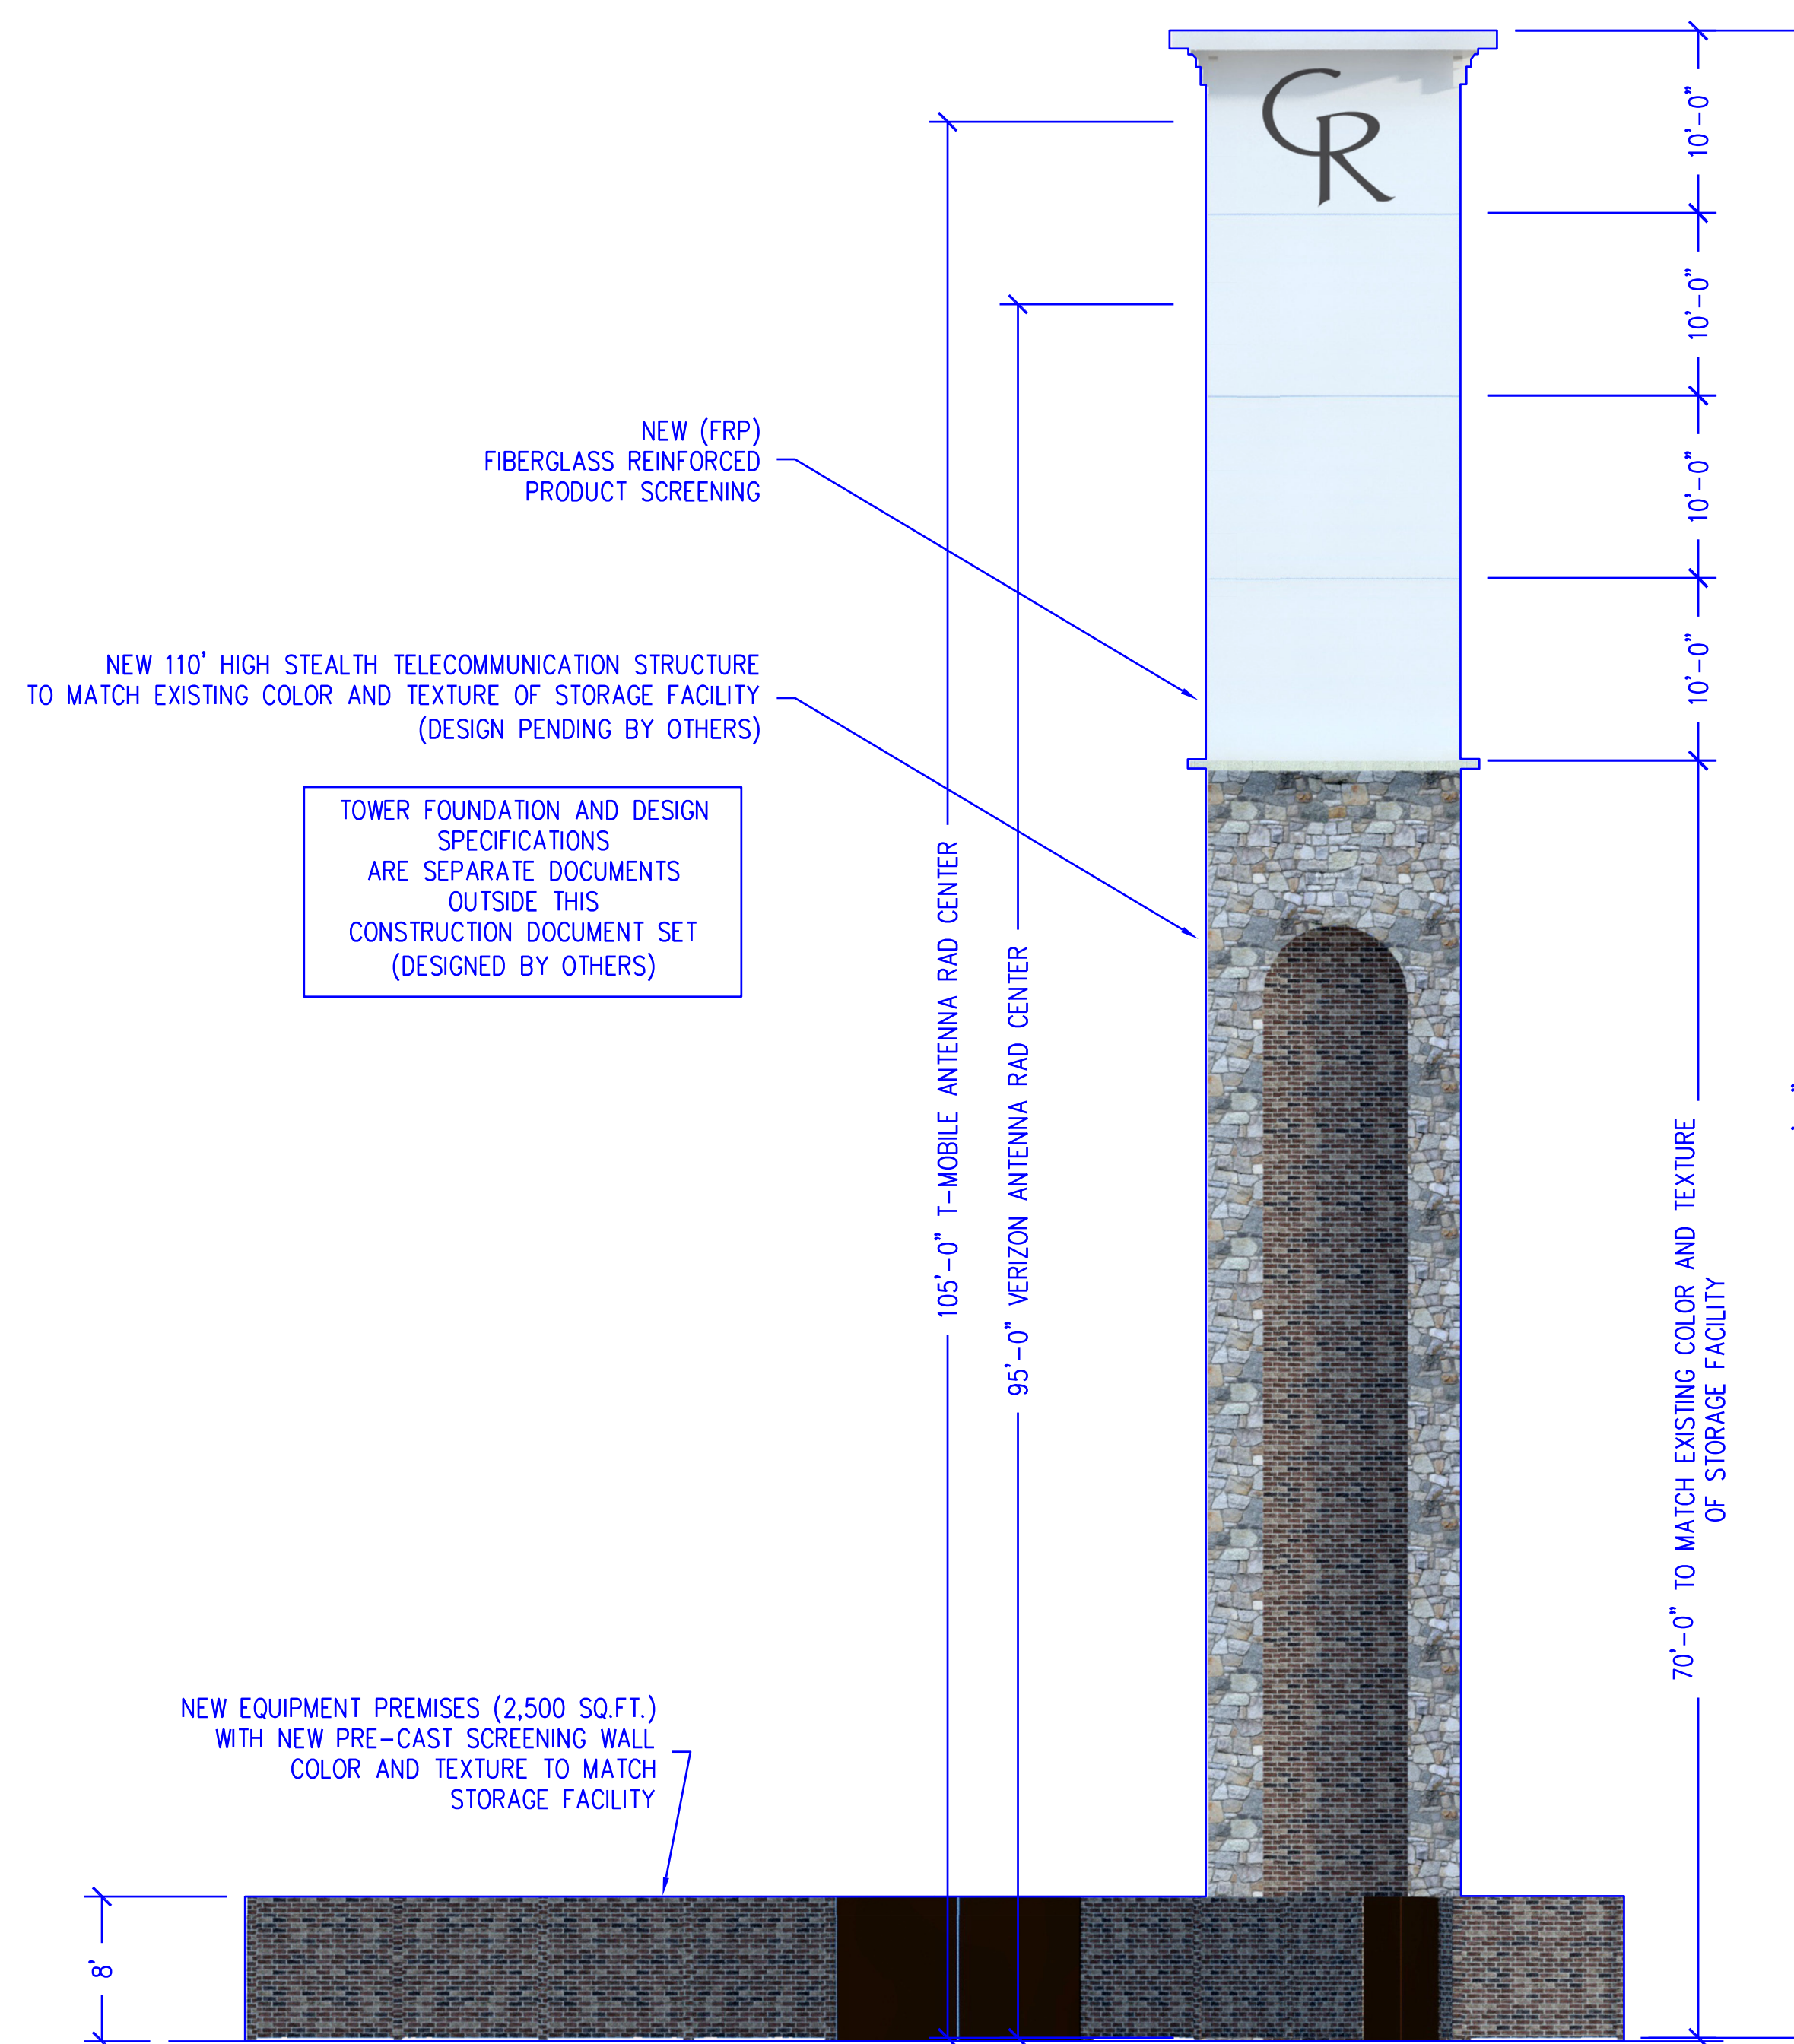 CR
10'-0"
10'-0"
10'-0"
10'-0"
NEW (FRP)
FIBERGLASS REINFORCED
PRODUCT SCREENING
NEW 110' HIGH STEALTH TELECOMMUNICATION STRUCTURE
TO MATCH EXISTING COLOR AND TEXTURE OF STORAGE FACILITY
(DESIGN PENDING BY OTHERS)
TOWER FOUNDATION AND DESIGN
SPECIFICATIONS
ARE SEPARATE DOCUMENTS
OUTSIDE THIS
CONSTRUCTION DOCUMENT SET
(DESIGNED BY OTHERS)
105'-0" T-MOBILE ANTENNA RAD CENTER
95'-0" VERIZON ANTENNA RAD CENTER
70'-0" TO MATCH EXISTING COLOR AND TEXTURE
OF STORAGE FACILITY
NEW EQUIPMENT PREMISES (2,500 SQ.FT.)
WITH NEW PRE-CAST SCREENING WALL
COLOR AND TEXTURE TO MATCH
STORAGE FACILITY
8'